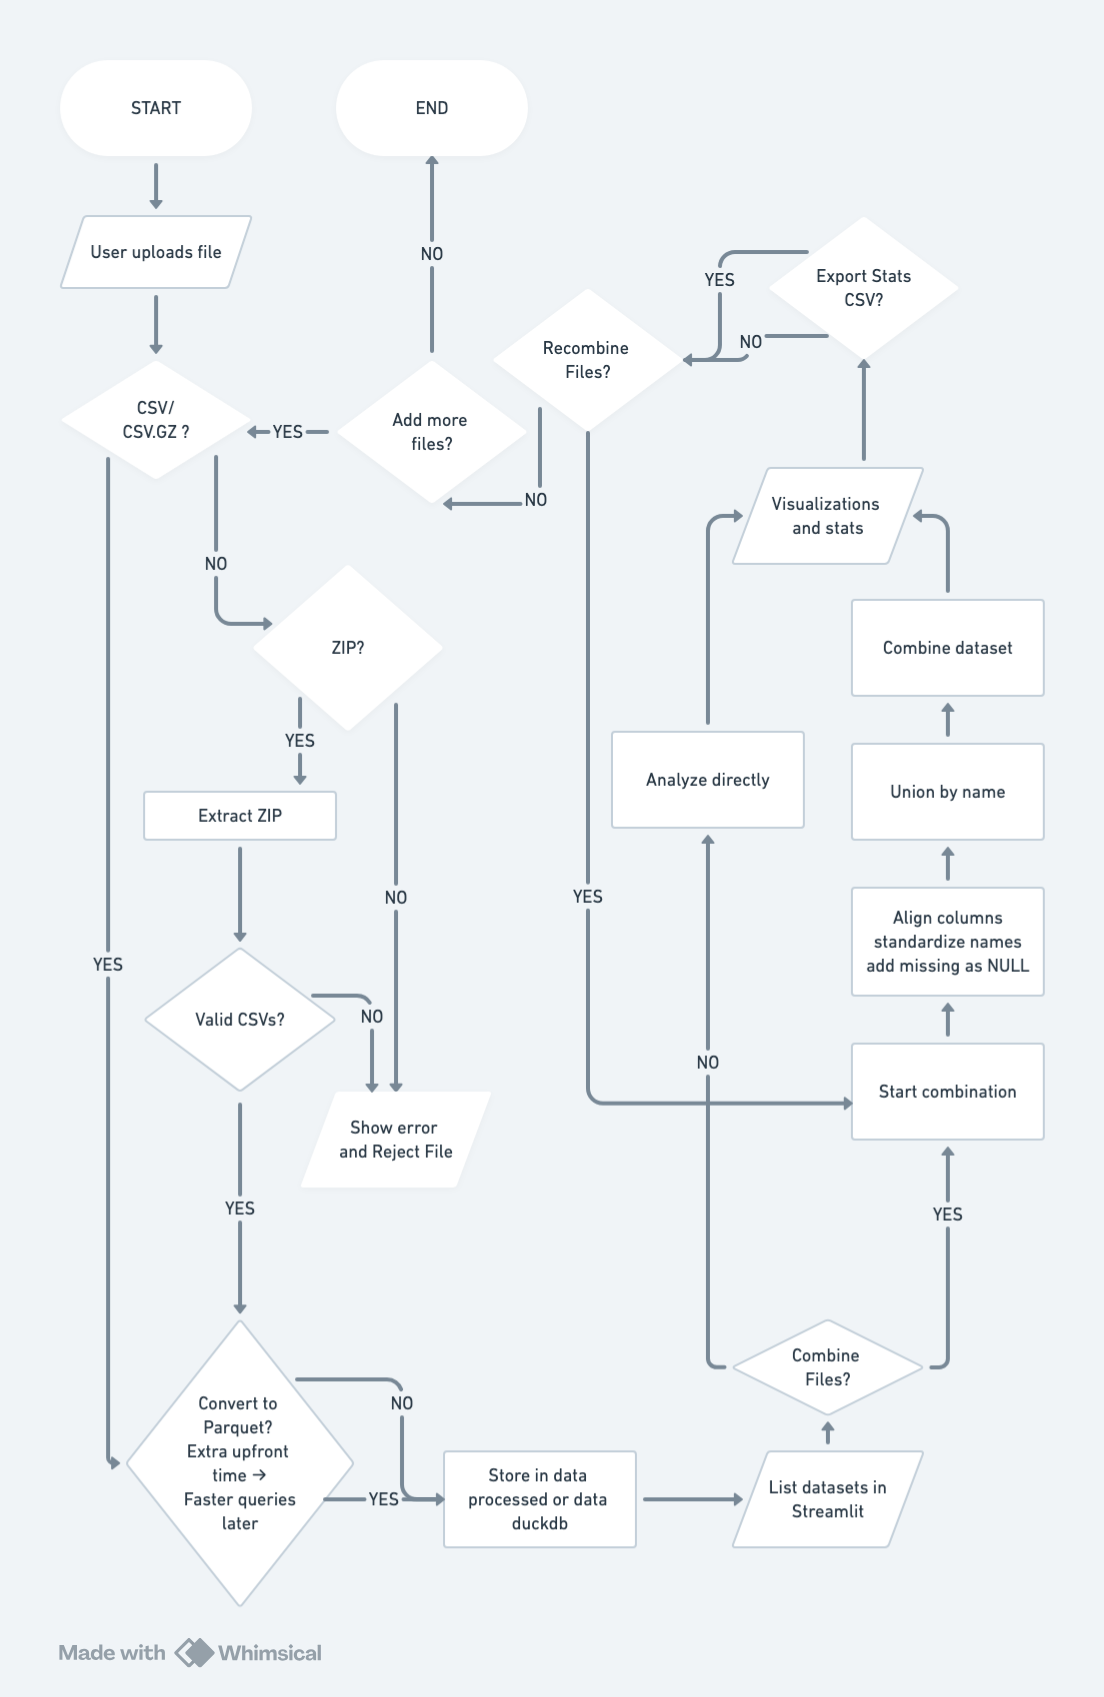 START
END
User uploads file
NO
Export Stats
CSV?
YES
NO
Recombine
Files?
CSV/
CSV.GZ ?
YES
Add more
files?
NO
Visualizations
and stats
NO
ZIP?
Combine dataset
YES
Analyze directly
Union by name
Extract ZIP
NO
YES
Align columns
standardize names
add missing as NULL
YES
Valid CSVs?
NO
NO
Start combination
Show error
and Reject File
YES
YES
Combine
Files?
Convert to
Parquet?
Extra upfront
time →
Faster queries
later
NO
YES
Store in data
processed or data
duckdb
List datasets in
Streamlit
Made with Whimsical